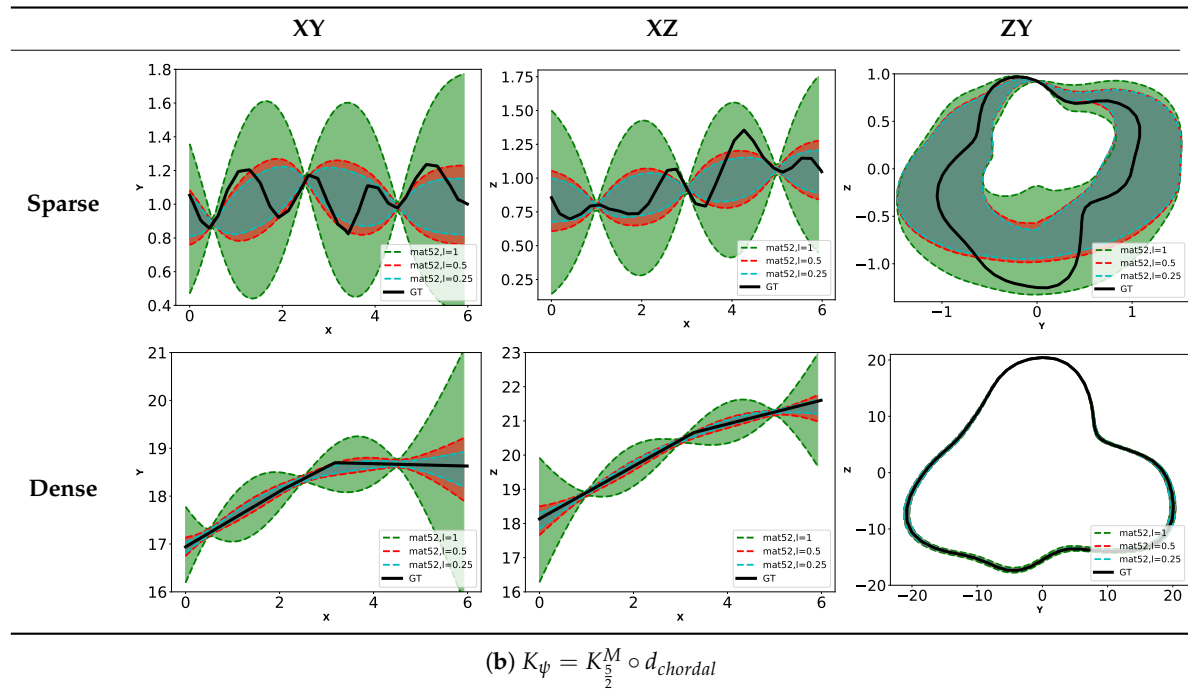 XY XZ ZY
Sparse
1.8
1.6
1.4
1.2
1.0
0.8
0.6
0.4
Y
0 2 4 6
X
mat52,l=1
mat52,l=0.5
mat52,l=0.25
GT
1.75
1.50
1.25
1.00
0.75
0.50
0.25
Z
0 2 4 6
X
mat52,l=1
mat52,l=0.5
mat52,l=0.25
GT
1.0
0.5
0.0
−0.5
−1.0
Z
−1 0 1
Y
mat52,l=1
mat52,l=0.5
mat52,l=0.25
GT
Dense
21
20
19
18
17
16
Y
0 2 4 6
X
mat52,l=1
mat52,l=0.5
mat52,l=0.25
GT
23
22
21
20
19
18
17
16
Z
0 2 4 6
X
mat52,l=1
mat52,l=0.5
mat52,l=0.25
GT
20
10
0
−10
−20
Z
−20 −10 0 10 20
Y
mat52,l=1
mat52,l=0.5
mat52,l=0.25
GT
(b) K_ψ = K^M_{5/2} ∘ d_{chordal}